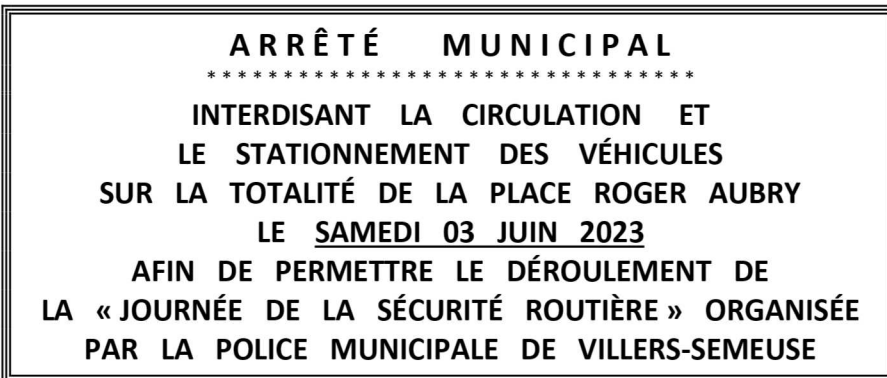 ARRÊTÉ MUNICIPAL
********************************
INTERDISANT LA CIRCULATION ET
LE STATIONNEMENT DES VÉHICULES
SUR LA TOTALITÉ DE LA PLACE ROGER AUBRY
LE SAMEDI 03 JUIN 2023
AFIN DE PERMETTRE LE DÉROULEMENT DE
LA « JOURNÉE DE LA SÉCURITÉ ROUTIÈRE » ORGANISÉE
PAR LA POLICE MUNICIPALE DE VILLERS-SEMEUSE